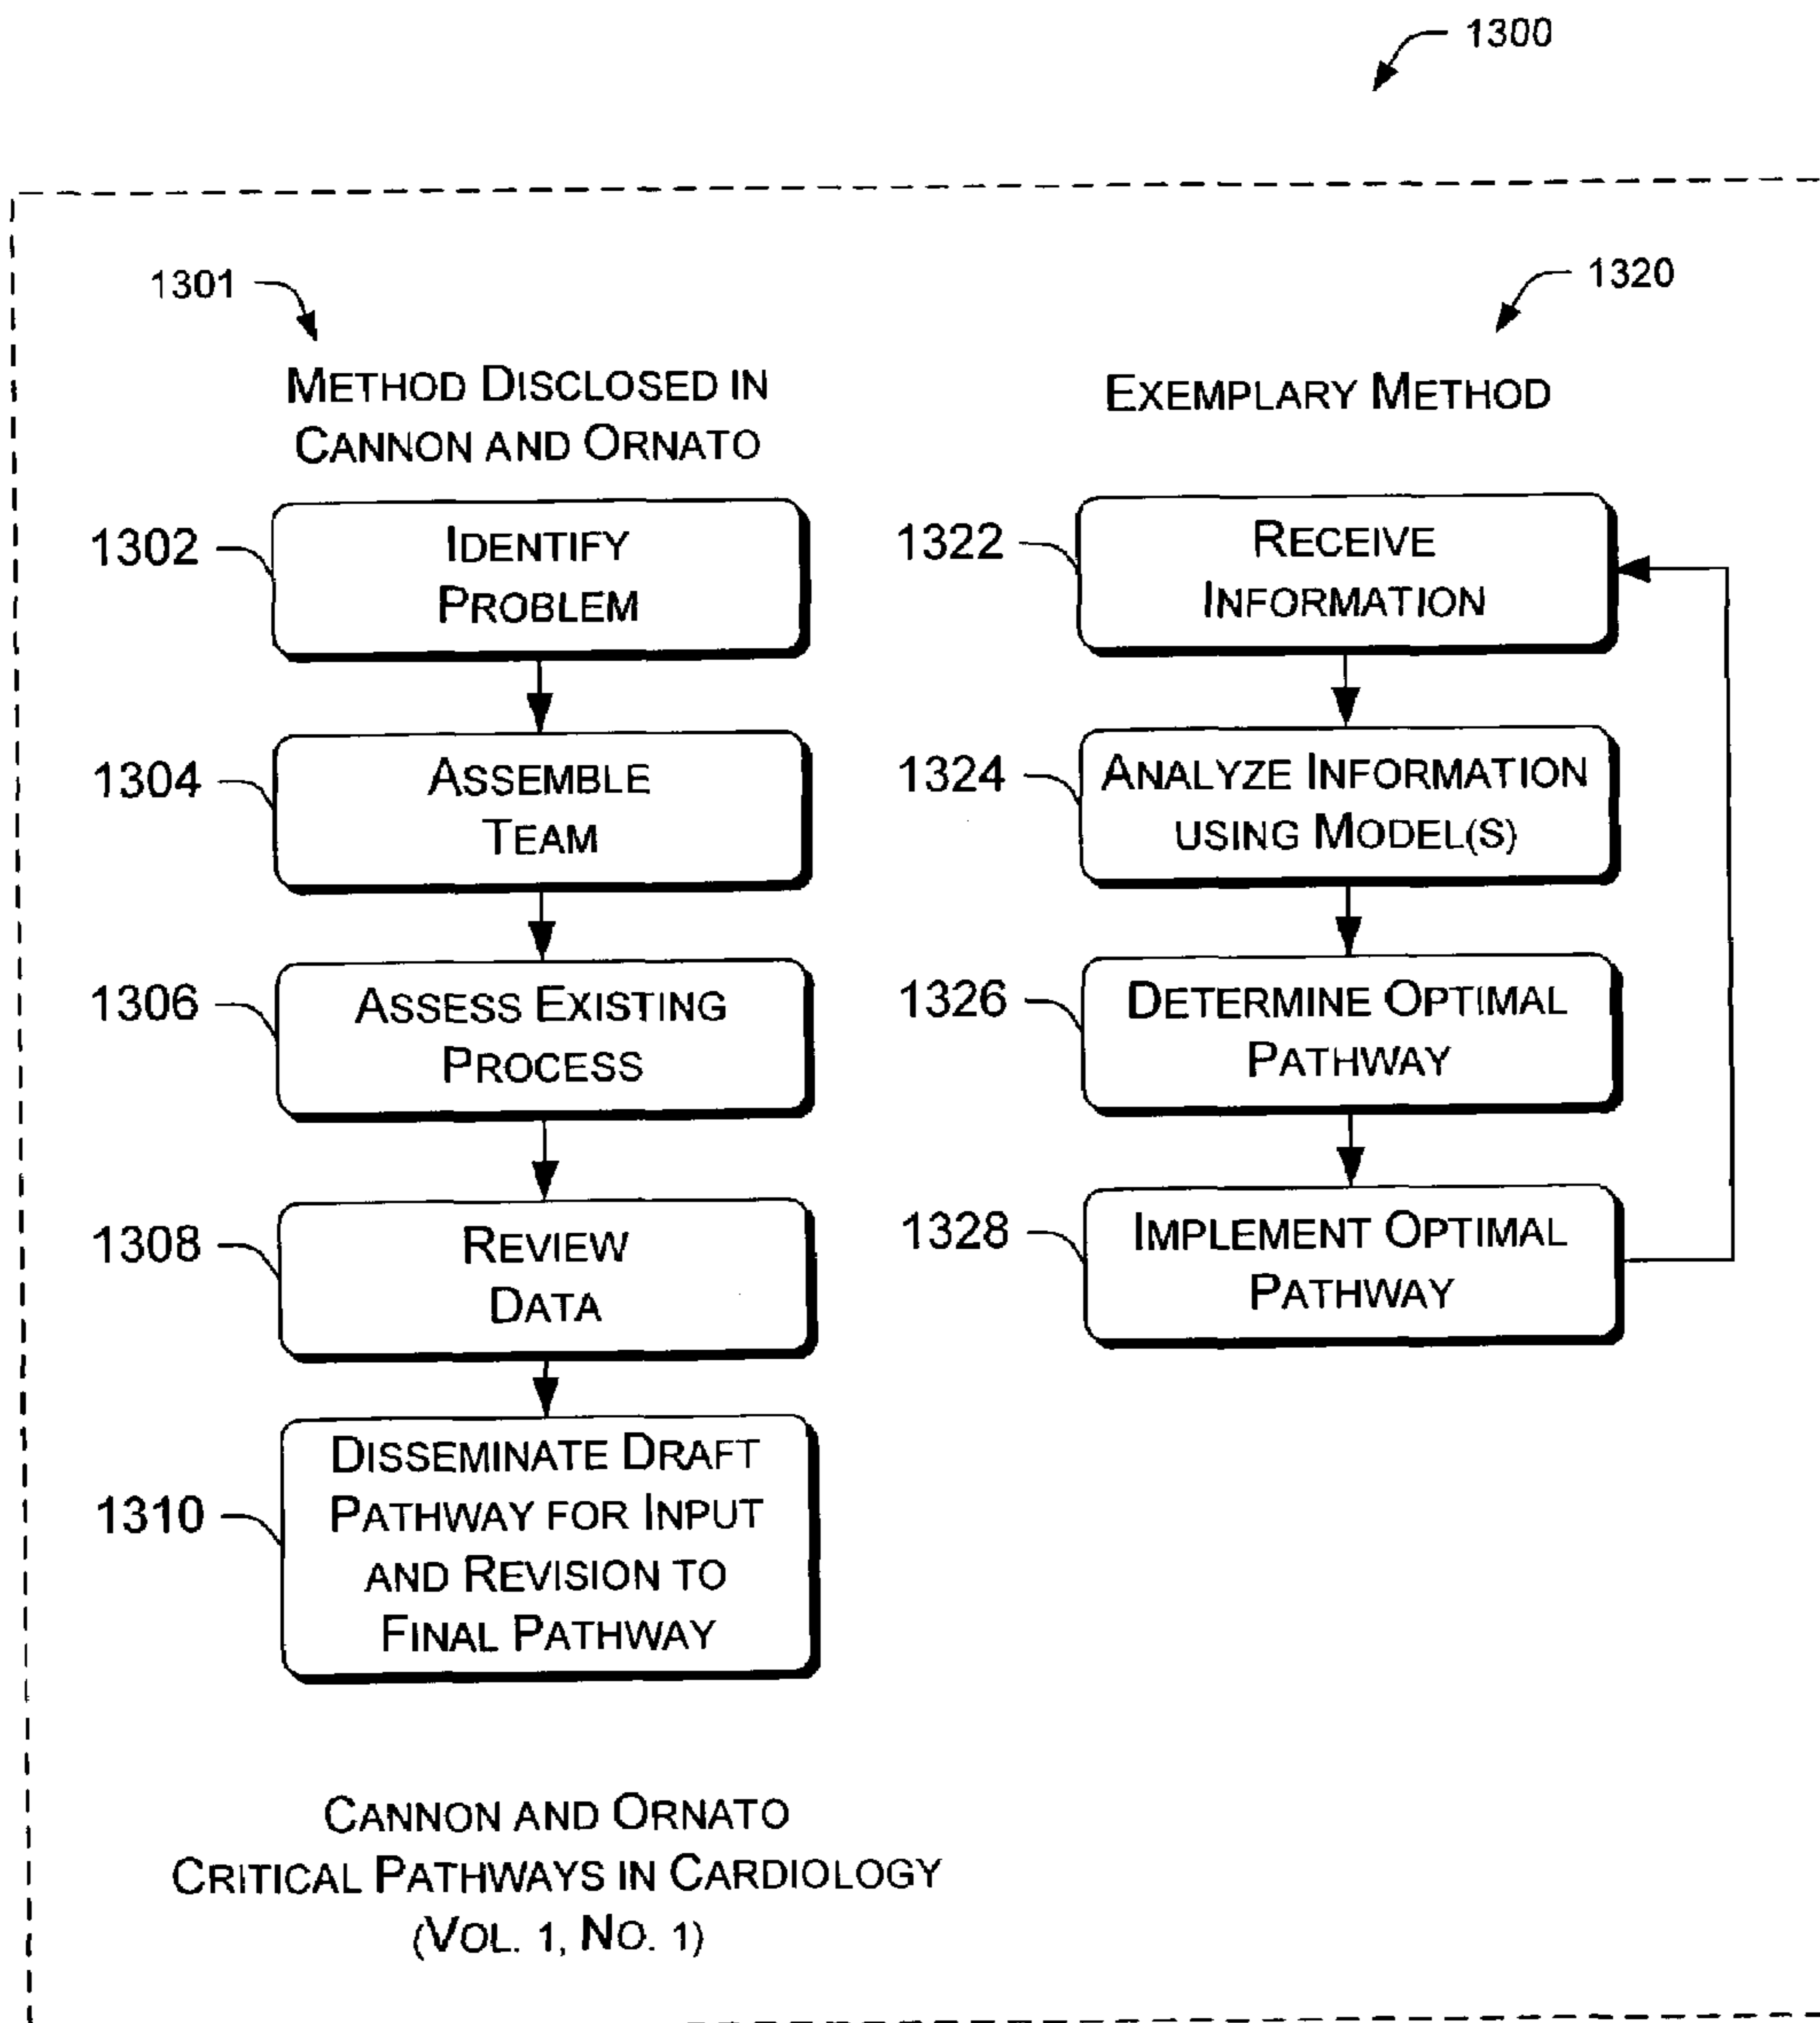 1300
1301
METHOD DISCLOSED IN
CANNON AND ORNATO
1302
IDENTIFY
PROBLEM
1304
ASSEMBLE
TEAM
1306
ASSESS EXISTING
PROCESS
1308
REVIEW
DATA
1310
DISSEMINATE DRAFT
PATHWAY FOR INPUT
AND REVISION TO
FINAL PATHWAY
CANNON AND ORNATO
CRITICAL PATHWAYS IN CARDIOLOGY
(VOL. 1, NO. 1)
1320
EXEMPLARY METHOD
1322
RECEIVE
INFORMATION
1324
ANALYZE INFORMATION
USING MODEL(S)
1326
DETERMINE OPTIMAL
PATHWAY
1328
IMPLEMENT OPTIMAL
PATHWAY